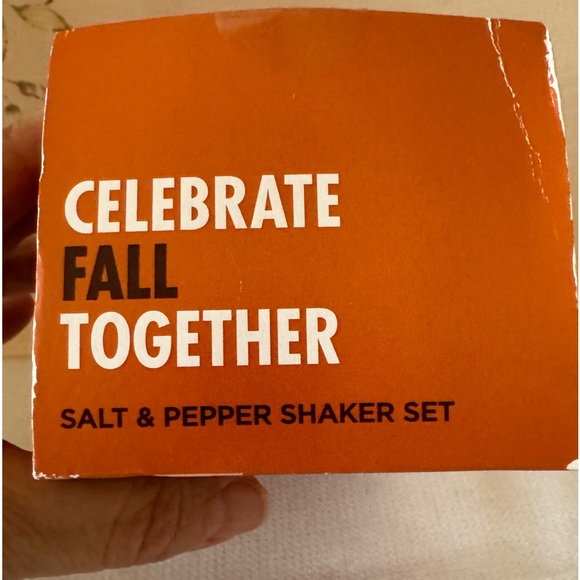 CELEBRATE
FALL
TOGETHER
SALT & PEPPER SHAKER SET